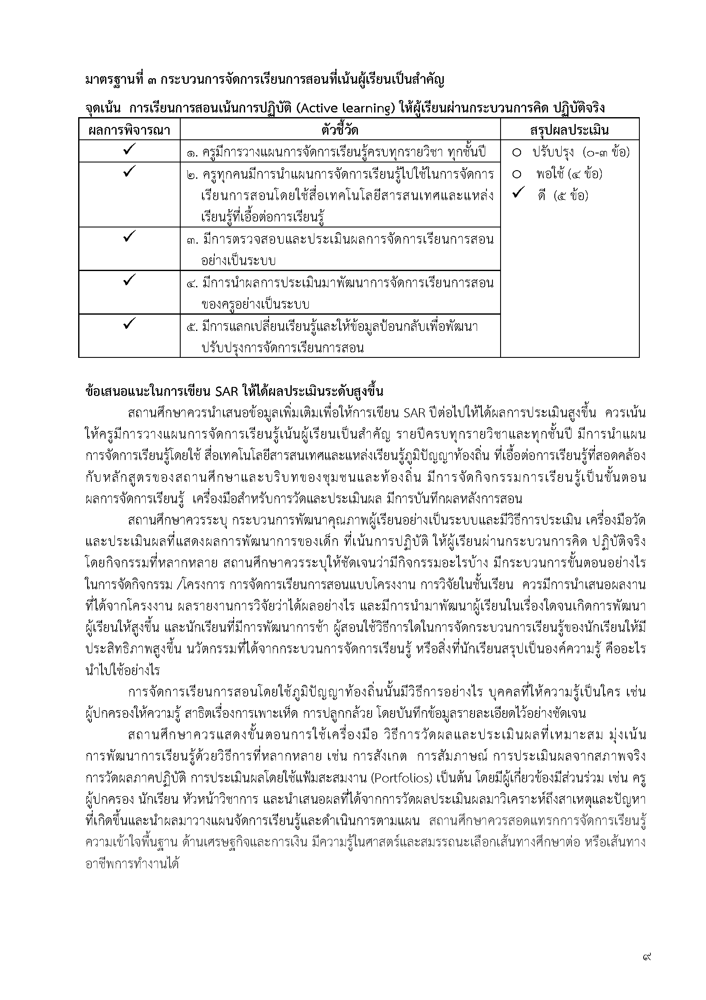 มาตรฐานที่ ๓ กระบวนการจัดการเรียนการสอนที่เน้นผู้เรียนเป็นสำคัญ
จุดเน้น การเรียนการสอนเน้นการปฏิบัติ (Active learning) ให้ผู้เรียนผ่านกระบวนการคิด ปฏิบัติจริง
ผลการพิจารณา ตัวชี้วัด สรุปผลประเมิน
✓ ๑. ครูมีการวางแผนการจัดการเรียนรู้ครบทุกรายวิชา ทุกชั้นปี ○ ปรับปรุง (๐-๓ ข้อ)
✓ ๒. ครูทุกคนมีการนำแผนการจัดการเรียนรู้ไปใช้ในการจัดการ ○ พอใช้ (๔ ข้อ)
เรียนการสอนโดยใช้สื่อเทคโนโลยีสารสนเทศและแหล่ง ✓ ดี (๕ ข้อ)
เรียนรู้ที่เอื้อต่อการเรียนรู้
✓ ๓. มีการตรวจสอบและประเมินผลการจัดการเรียนการสอน
อย่างเป็นระบบ
✓ ๔. มีการนำผลการประเมินมาพัฒนาการจัดการเรียนการสอน
ของครูอย่างเป็นระบบ
✓ ๕. มีการแลกเปลี่ยนเรียนรู้และให้ข้อมูลป้อนกลับเพื่อพัฒนา
ปรับปรุงการจัดการเรียนการสอน
ข้อเสนอแนะในการเขียน SAR ให้ได้ผลประเมินระดับสูงขึ้น
สถานศึกษาควรนำเสนอข้อมูลเพิ่มเติมเพื่อให้การเขียน SAR ปีต่อไปให้ได้ผลการประเมินสูงขึ้น ควรเน้น
ให้ครูมีการวางแผนการจัดการเรียนรู้เน้นผู้เรียนเป็นสำคัญ รายปีครบทุกรายวิชาและทุกชั้นปี มีการนำแผน
การจัดการเรียนรู้โดยใช้ สื่อเทคโนโลยีสารสนเทศและแหล่งเรียนรู้ภูมิปัญญาท้องถิ่น ที่เอื้อต่อการเรียนรู้ที่สอดคล้อง
กับหลักสูตรของสถานศึกษาและบริบทของชุมชนและท้องถิ่น มีการจัดกิจกรรมการเรียนรู้เป็นขั้นตอน
ผลการจัดการเรียนรู้ เครื่องมือสำหรับการวัดและประเมินผล มีการบันทึกผลหลังการสอน
สถานศึกษาควรระบุ กระบวนการพัฒนาคุณภาพผู้เรียนอย่างเป็นระบบและมีวิธีการประเมิน เครื่องมือวัด
และประเมินผลที่แสดงผลการพัฒนาการของเด็ก ที่เน้นการปฏิบัติ ให้ผู้เรียนผ่านกระบวนการคิด ปฏิบัติจริง
โดยกิจกรรมที่หลากหลาย สถานศึกษาควรระบุให้ชัดเจนว่ามีกิจกรรมอะไรบ้าง มีกระบวนการขั้นตอนอย่างไร
ในการจัดกิจกรรม /โครงการ การจัดการเรียนการสอนแบบโครงงาน การวิจัยในชั้นเรียน ควรมีการนำเสนอผลงาน
ที่ได้จากโครงงาน ผลรายงานการวิจัยว่าได้ผลอย่างไร และมีการนำมาพัฒนาผู้เรียนในเรื่องใดจนเกิดการพัฒนา
ผู้เรียนให้สูงขึ้น และนักเรียนที่มีการพัฒนาการช้า ผู้สอนใช้วิธีการใดในการจัดกระบวนการเรียนรู้ของนักเรียนให้มี
ประสิทธิภาพสูงขึ้น นวัตกรรมที่ได้จากกระบวนการจัดการเรียนรู้ หรือสิ่งที่นักเรียนสรุปเป็นองค์ความรู้ คืออะไร
นำไปใช้อย่างไร
การจัดการเรียนการสอนโดยใช้ภูมิปัญญาท้องถิ่นนั้นมีวิธีการอย่างไร บุคคลที่ให้ความรู้เป็นใคร เช่น
ผู้ปกครองให้ความรู้ สาธิตเรื่องการเพาะเห็ด การปลูกกล้วย โดยบันทึกข้อมูลรายละเอียดไว้อย่างชัดเจน
สถานศึกษาควรแสดงขั้นตอนการใช้เครื่องมือ วิธีการวัดผลและประเมินผลที่เหมาะสม มุ่งเน้น
การพัฒนาการเรียนรู้ด้วยวิธีการที่หลากหลาย เช่น การสังเกต การสัมภาษณ์ การประเมินผลจากสภาพจริง
การวัดผลภาคปฏิบัติ การประเมินผลโดยใช้แฟ้มสะสมงาน (Portfolios) เป็นต้น โดยมีผู้เกี่ยวข้องมีส่วนร่วม เช่น ครู
ผู้ปกครอง นักเรียน หัวหน้าวิชาการ และนำเสนอผลที่ได้จากการวัดผลประเมินผลมาวิเคราะห์ถึงสาเหตุและปัญหา
ที่เกิดขึ้นและนำผลมาวางแผนจัดการเรียนรู้และดำเนินการตามแผน สถานศึกษาควรสอดแทรกการจัดการเรียนรู้
ความเข้าใจพื้นฐาน ด้านเศรษฐกิจและการเงิน มีความรู้ในศาสตร์และสมรรถนะเลือกเส้นทางศึกษาต่อ หรือเส้นทาง
อาชีพการทำงานได้
๙